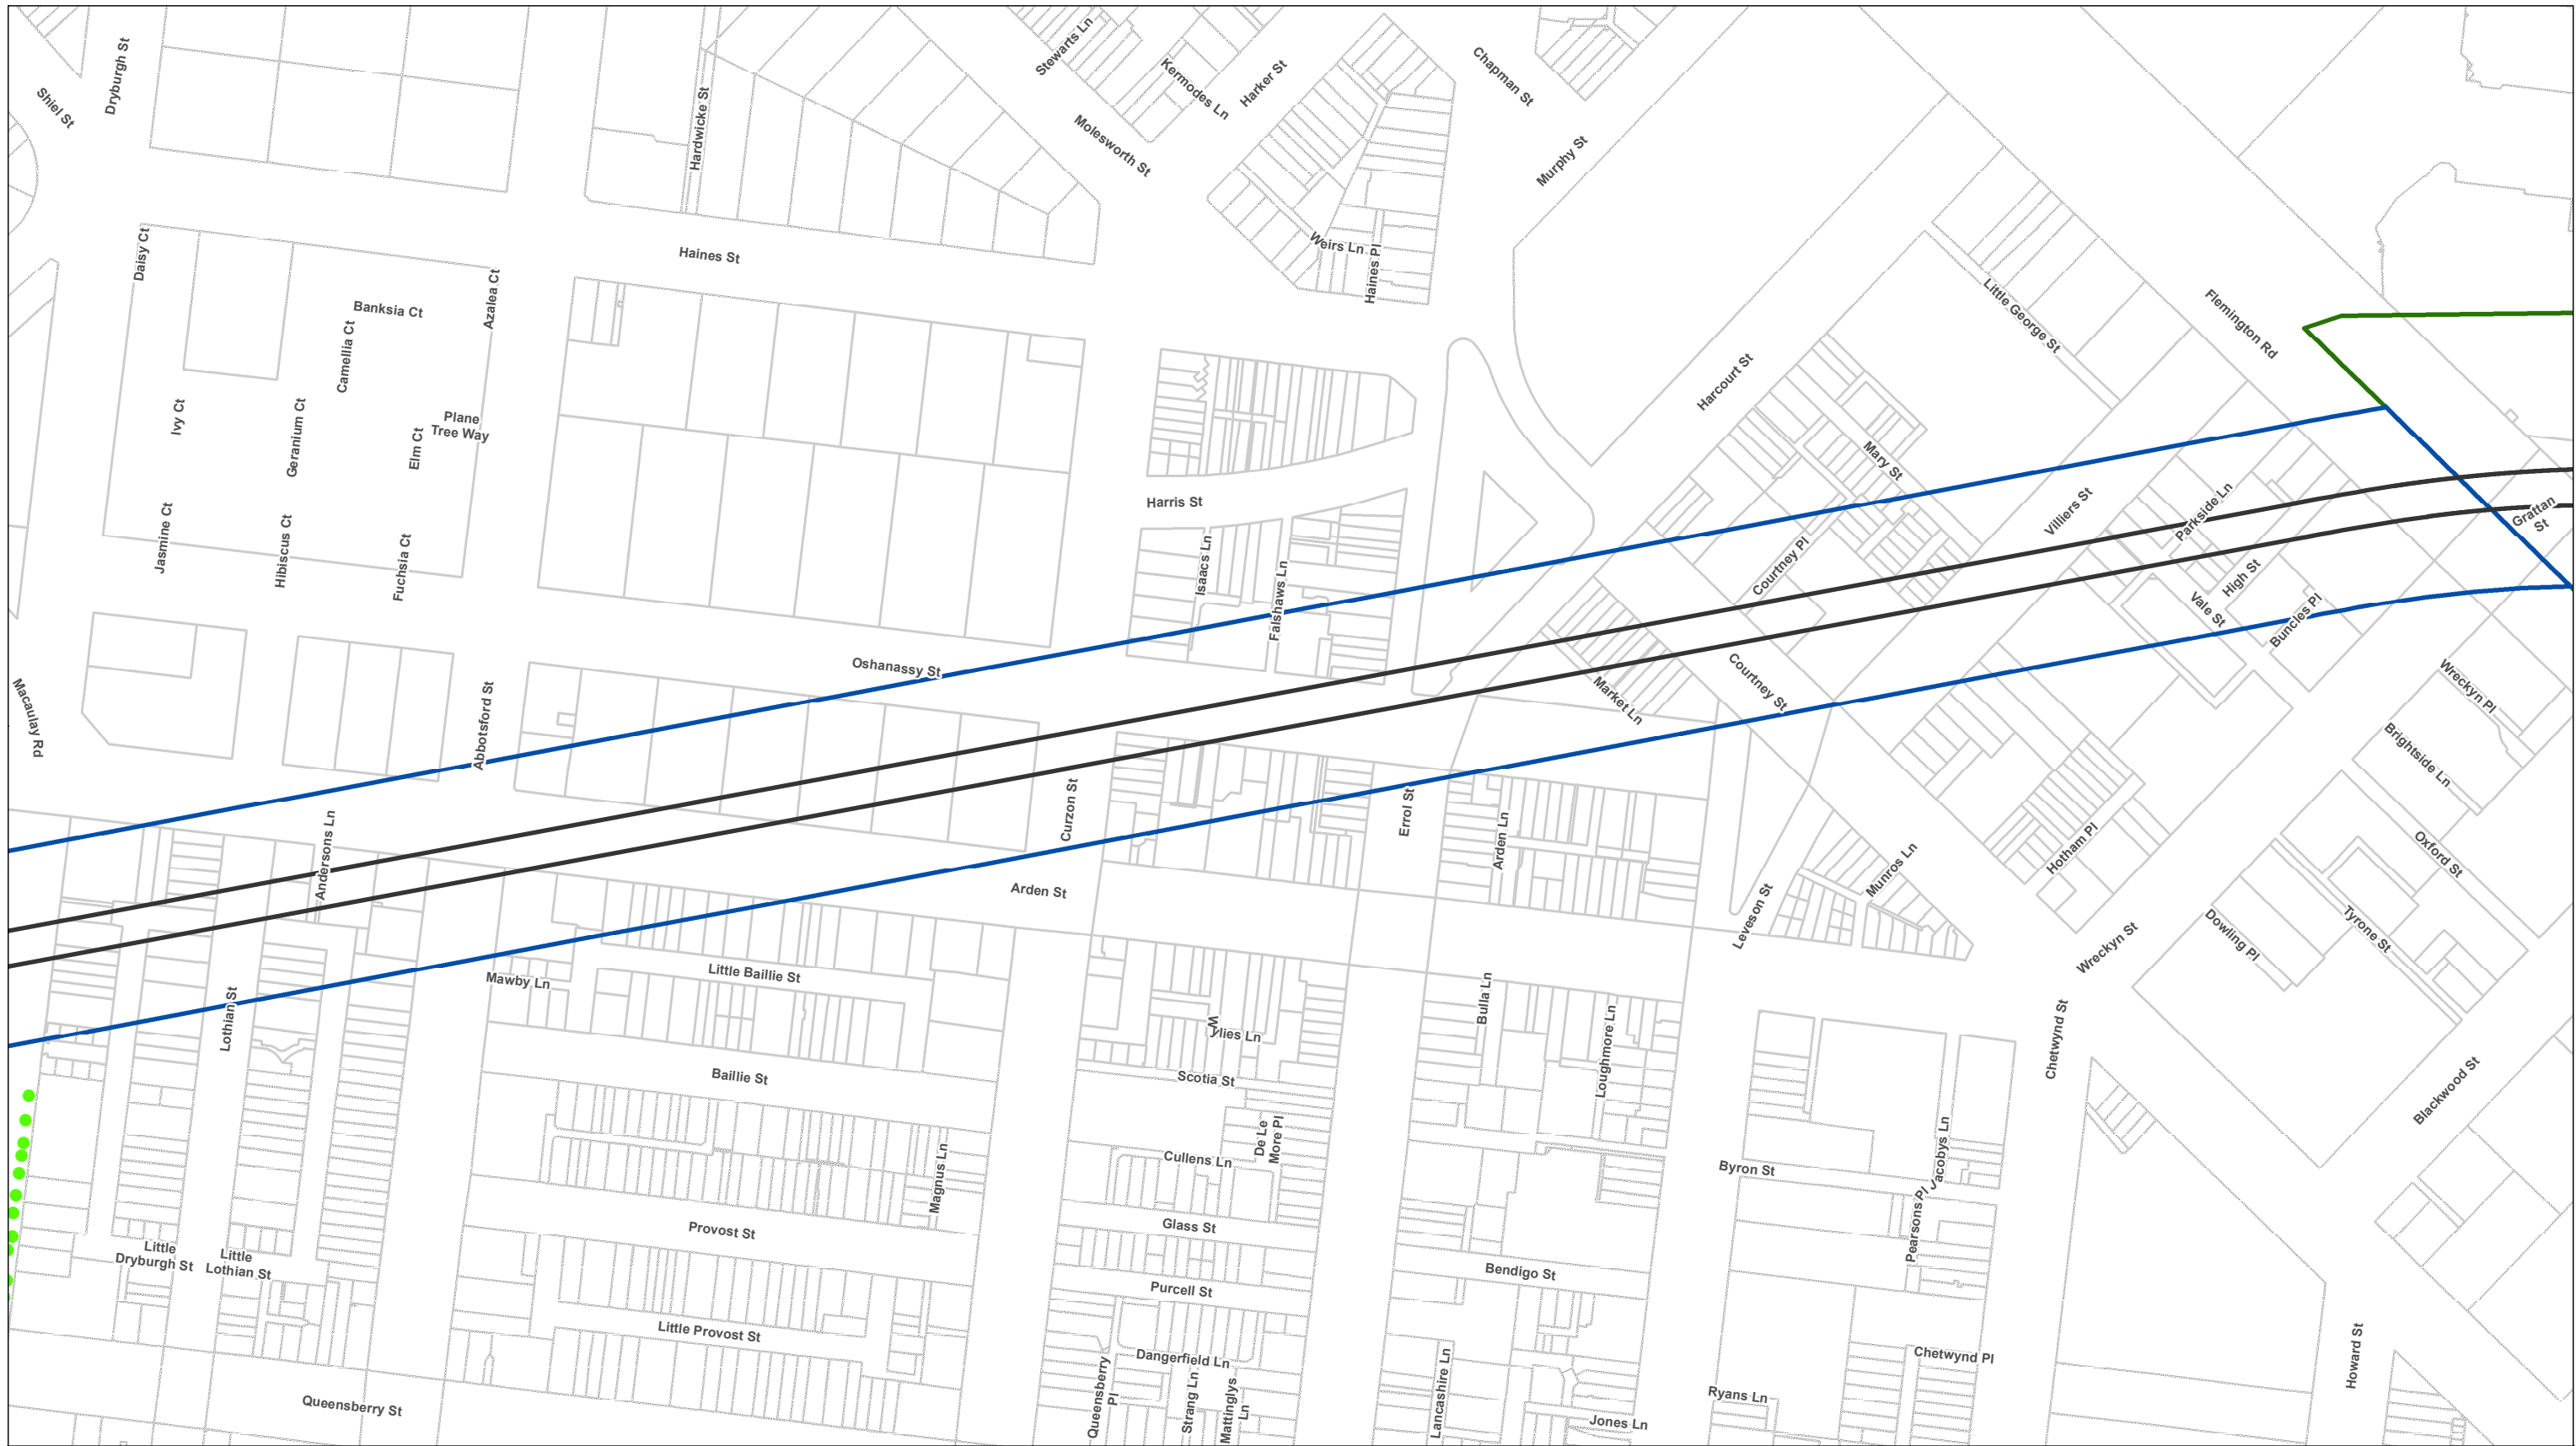 Stewarts Ln
Dryburgh St
Shiel St
Hardwicke St
Kermodes Ln
Harker St
Chapman St
Molesworth St
Murphy St
Daisy Ct
Haines St
Weirs Ln
Haines Pl
Azalea Ct
Banksia Ct
Camellia Ct
Little George St
Flemington Rd
Harcourt St
Ivy Ct
Geranium Ct
Elm Ct
Plane
Tree Way
Mary St
Harris St
Villiers St
Parkside Ln
Grattan
St
Jasmine Ct
Hibiscus Ct
Fuchsia Ct
Isaacs Ln
Falshaws Ln
Courtney Pl
High St
Vale St
Buncles Pl
Oshanassy St
Macaulay Rd
Abbotsford St
Market Ln
Courtney St
Wreckyn Pl
Brightside Ln
Curzon St
Errol St
Arden Ln
Andersons Ln
Arden St
Munros Ln
Hotham Pl
Oxford St
Leveson St
Tyrone St
Dowling Pl
Wreckyn St
Mawby Ln
Little Baillie St
Lothian St
Wylies Ln
Bulla Ln
Loughmore Ln
Chetwynd St
Baillie St
Scotia St
Blackwood St
De Le
More Pl
Magnus Ln
Cullens Ln
Byron St
Jacobys Ln
Pearsons Pl
Provost St
Glass St
Little
Dryburgh St
Little
Lothian St
Bendigo St
Purcell St
Little Provost St
Dangerfield Ln
Chetwynd Pl
Howard St
Queensberry St
Queensberry
Pl
Strang Ln
Mattinglys
Ln
Lancashire Ln
Ryans Ln
Jones Ln